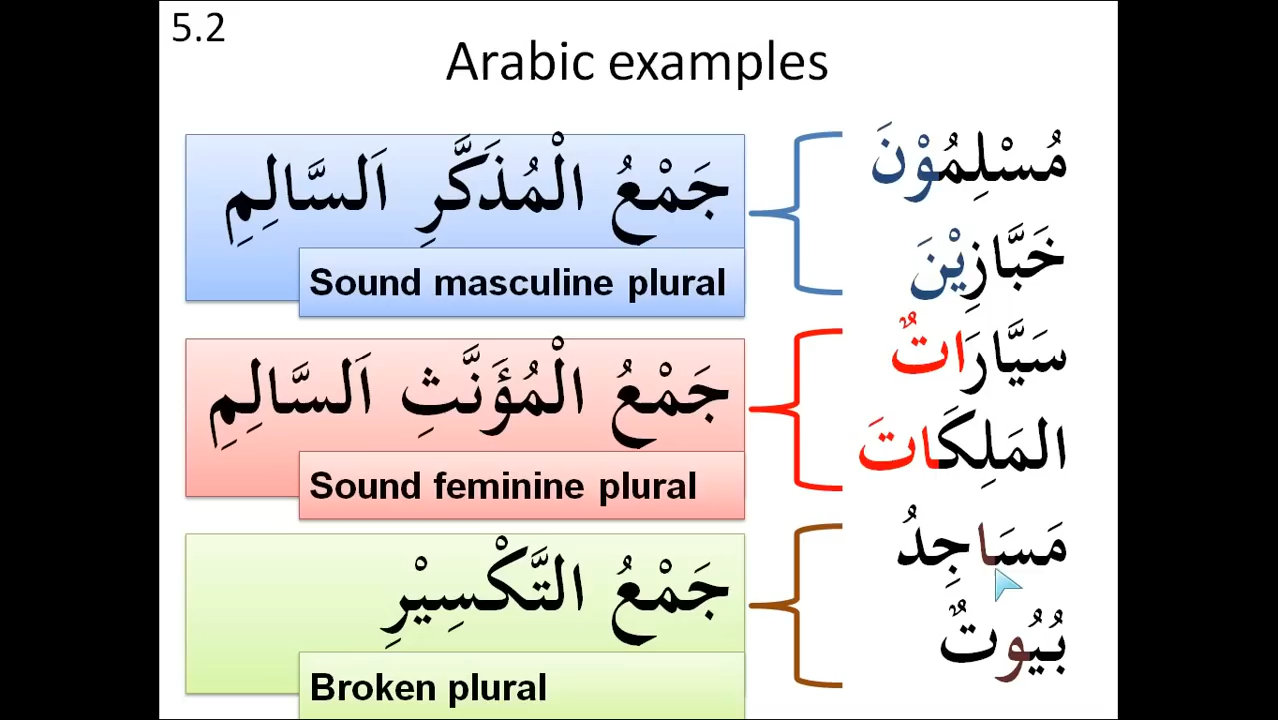 5.2
Arabic examples
جَمْعُ الْمُذَكَّرِ اَلسَّالِمِ
Sound masculine plural
مُسْلِمُوْنَ
خَبَّازِيْنَ
جَمْعُ الْمُؤَنَّثِ اَلسَّالِمِ
Sound feminine plural
سَيَّارَاتٌ
المَلِكَاتَ
جَمْعُ التَّكْسِيْرِ
Broken plural
مَسَاجِدُ
بُيُوتٌ